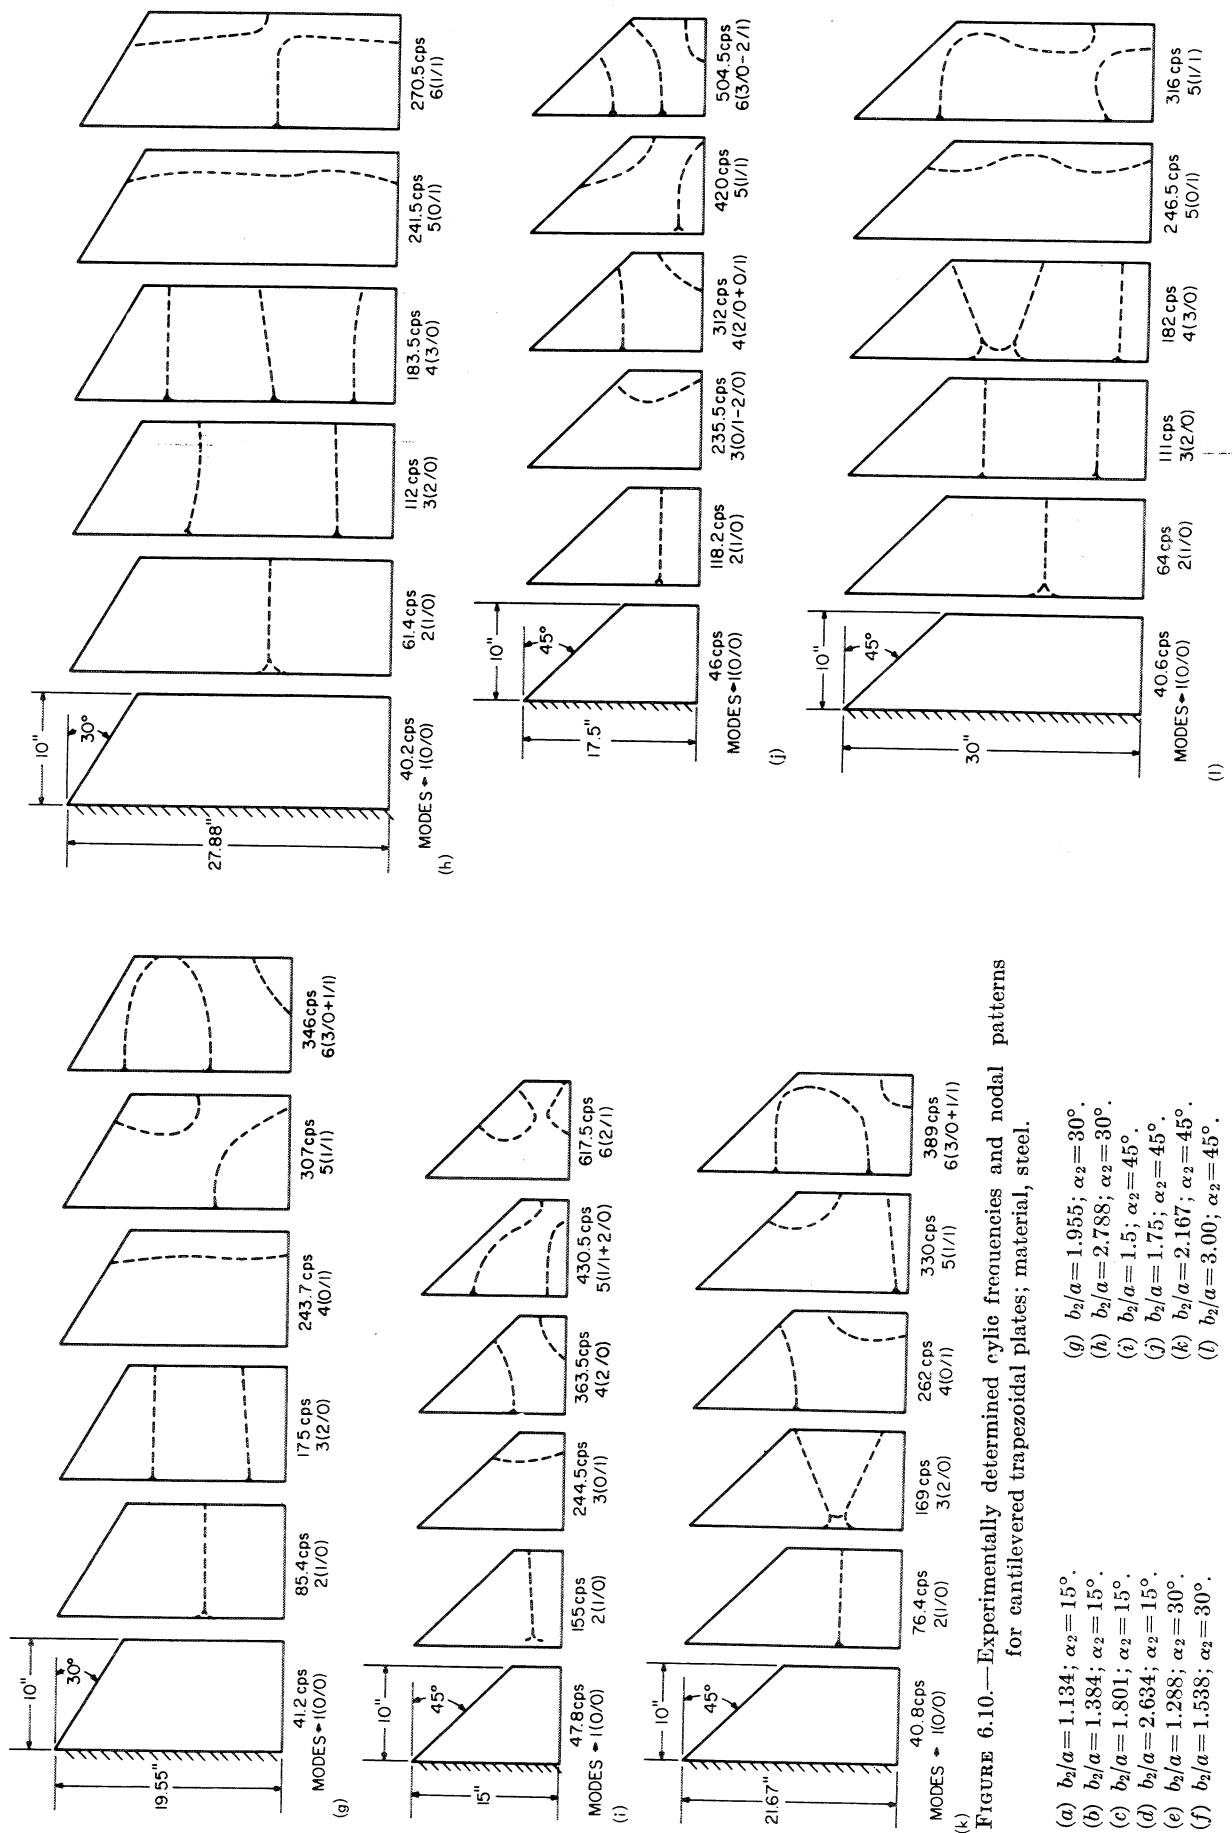 10"
30°
19.55"
41.2 cps
MODES 1(0/0)
85.4 cps
2(1/0)
175 cps
3(2/0)
243.7 cps
4(0/1)
307 cps
5(1/1)
346 cps
6(3/0+1/1)
(g)
10"
30°
27.88"
40.2 cps
MODES 1(0/0)
61.4 cps
2(1/0)
112 cps
3(2/0)
183.5 cps
4(3/0)
241.5 cps
5(0/1)
270.5 cps
6(1/1)
(h)
10"
45°
15"
47.8 cps
MODES 1(0/0)
155 cps
2(1/0)
244.5 cps
3(0/1)
363.5 cps
4(2/0)
430.5 cps
5(1/1+2/0)
617.5 cps
6(2/1)
(i)
10"
45°
17.5"
46 cps
MODES 1(0/0)
118.2 cps
2(1/0)
235.5 cps
3(0/1-2/0)
312 cps
4(2/0+0/1)
420 cps
5(1/1)
504.5 cps
6(3/0-2/1)
(j)
10"
45°
21.67"
40.8 cps
MODES 1(0/0)
76.4 cps
2(1/0)
169 cps
3(2/0)
262 cps
4(0/1)
330 cps
5(1/1)
389 cps
6(3/0+1/1)
(k)
10"
45°
30"
40.6 cps
MODES 1(0/0)
64 cps
2(1/0)
111 cps
3(2/0)
182 cps
4(3/0)
246.5 cps
5(0/1)
316 cps
5(1/1)
(l)
FIGURE 6.10.—Experimentally determined cylic frequencies and nodal patterns
for cantilevered trapezoidal plates; material, steel.
(a) b₂/a=1.134; α₂=15°.
(b) b₂/a=1.384; α₂=15°.
(c) b₂/a=1.801; α₂=15°.
(d) b₂/a=2.634; α₂=15°.
(e) b₂/a=1.288; α₂=30°.
(f) b₂/a=1.538; α₂=30°.
(g) b₂/a=1.955; α₂=30°.
(h) b₂/a=2.788; α₂=30°.
(i) b₂/a=1.5; α₂=45°.
(j) b₂/a=1.75; α₂=45°.
(k) b₂/a=2.167; α₂=45°.
(l) b₂/a=3.00; α₂=45°.